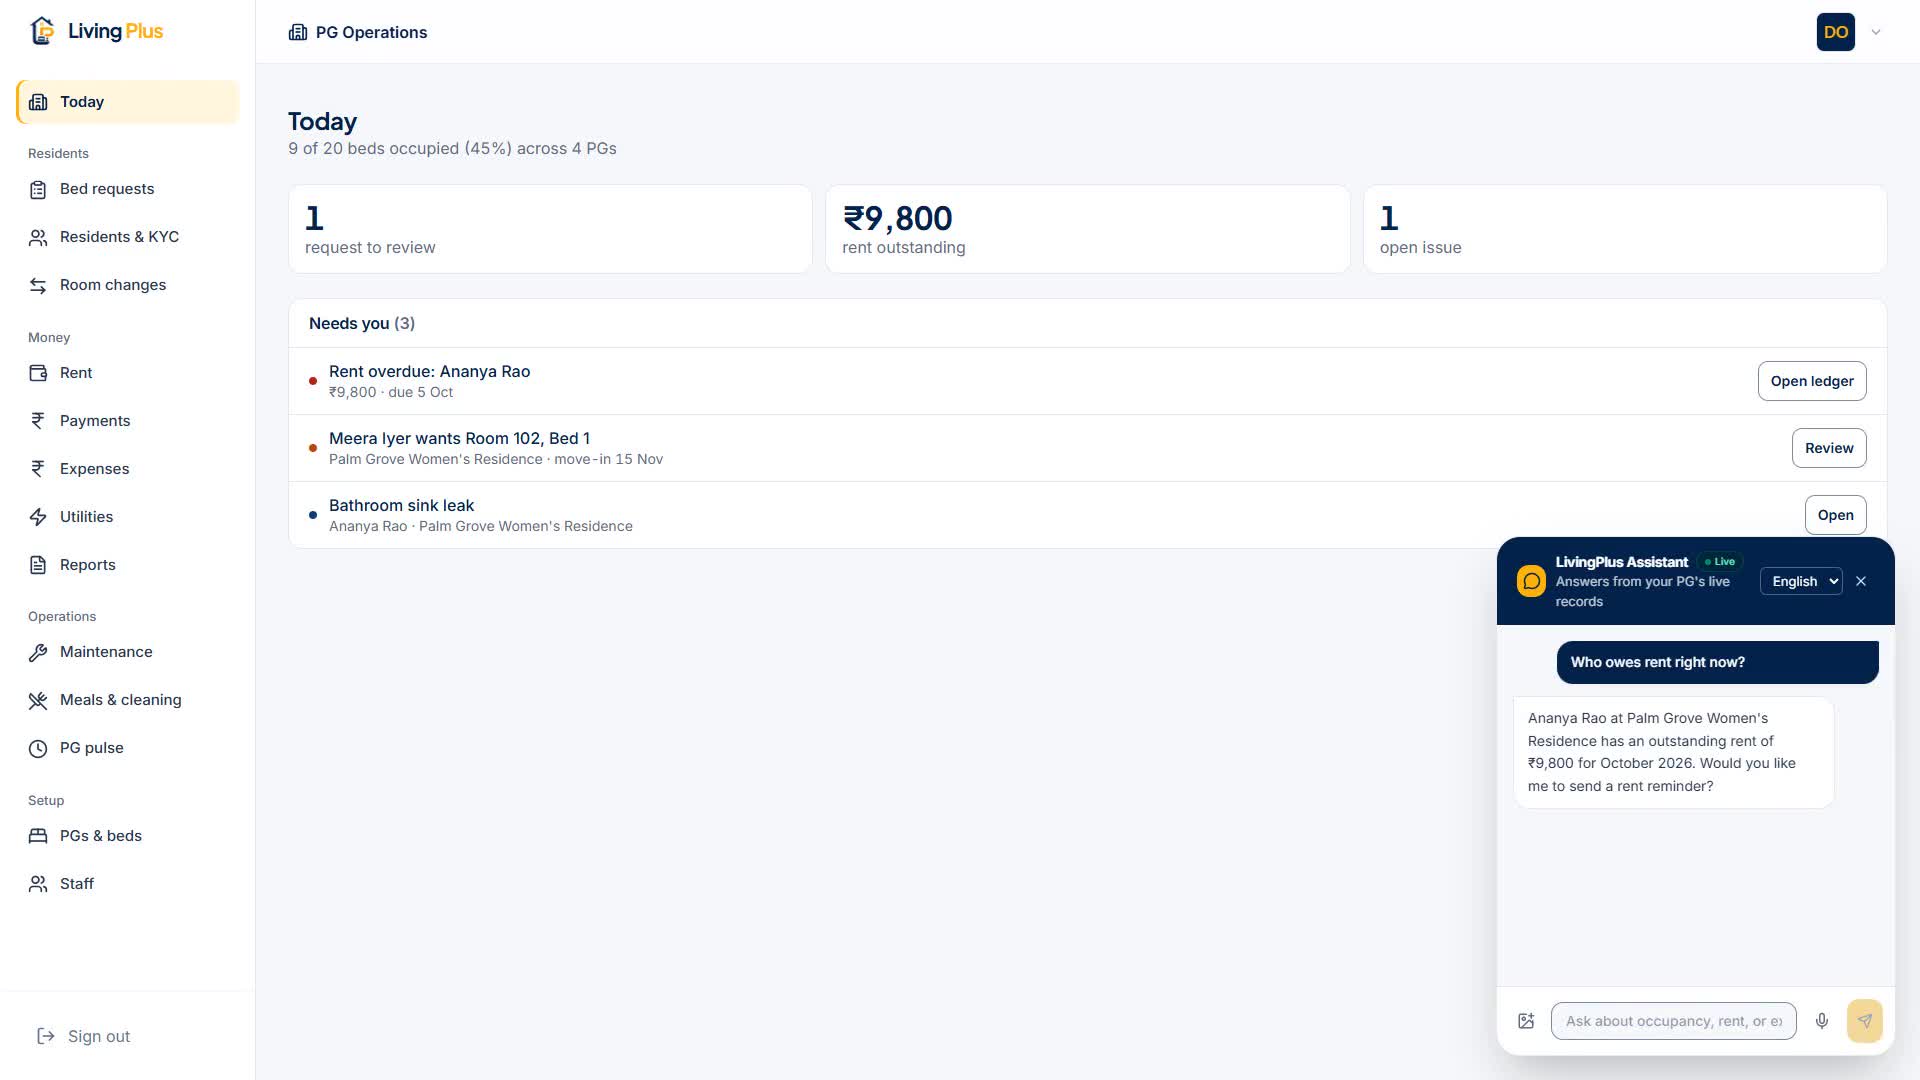 Living Plus
Today
Residents
Bed requests
Residents & KYC
Room changes
Money
Rent
Payments
Expenses
Utilities
Reports
Operations
Maintenance
Meals & cleaning
PG pulse
Setup
PGs & beds
Staff
Sign out
PG Operations
DO
Today
9 of 20 beds occupied (45%) across 4 PGs
1
request to review
₹9,800
rent outstanding
1
open issue
Needs you (3)
Rent overdue: Ananya Rao
₹9,800 · due 5 Oct
Open ledger
Meera Iyer wants Room 102, Bed 1
Palm Grove Women's Residence · move-in 15 Nov
Review
Bathroom sink leak
Ananya Rao · Palm Grove Women's Residence
Open
LivingPlus Assistant
Live
Answers from your PG's live
records
English
Who owes rent right now?
Ananya Rao at Palm Grove Women's
Residence has an outstanding rent of
₹9,800 for October 2026. Would you like
me to send a rent reminder?
Ask about occupancy, rent, or